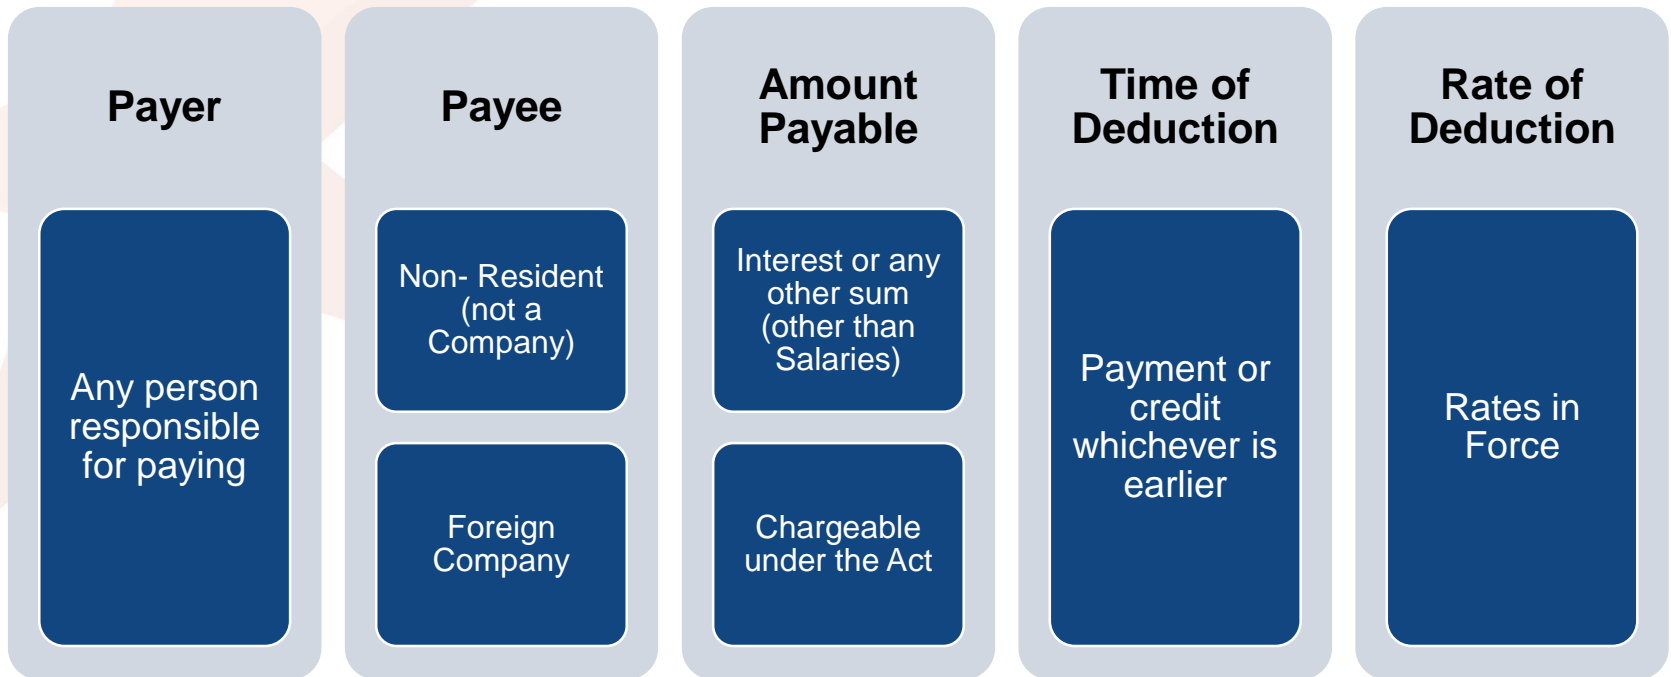 Payer
Any person
responsible
for paying
Payee
Non- Resident
(not a
Company)
Foreign
Company
Amount
Payable
Interest or any
other sum
(other than
Salaries)
Chargeable
under the Act
Time of
Deduction
Payment or
credit
whichever is
earlier
Rate of
Deduction
Rates in
Force